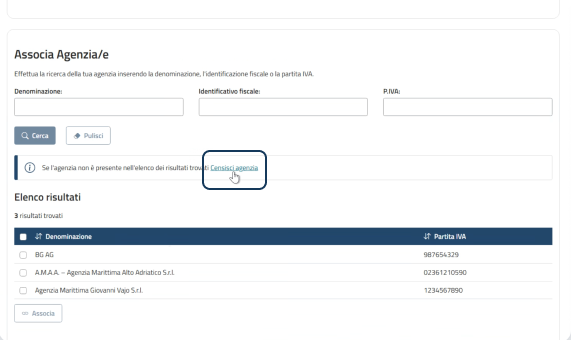 Associa Agenzia/e
Effettua la ricerca della tua agenzia inserendo la denominazione, l'identificazione fiscale o la partita IVA.
Denominazione: Identificativo fiscale: P.IVA:
Cerca Pulisci
Se l'agenzia non è presente nell'elenco dei risultati trovati Censisci agenzia
Elenco risultati
3 risultati trovati
Denominazione Partita IVA
BG AG 987654329
A.M.A.A. – Agenzia Marittima Alto Adriatico S.r.l. 02361210590
Agenzia Marittima Giovanni Vajo S.r.l. 1234567890
Associa